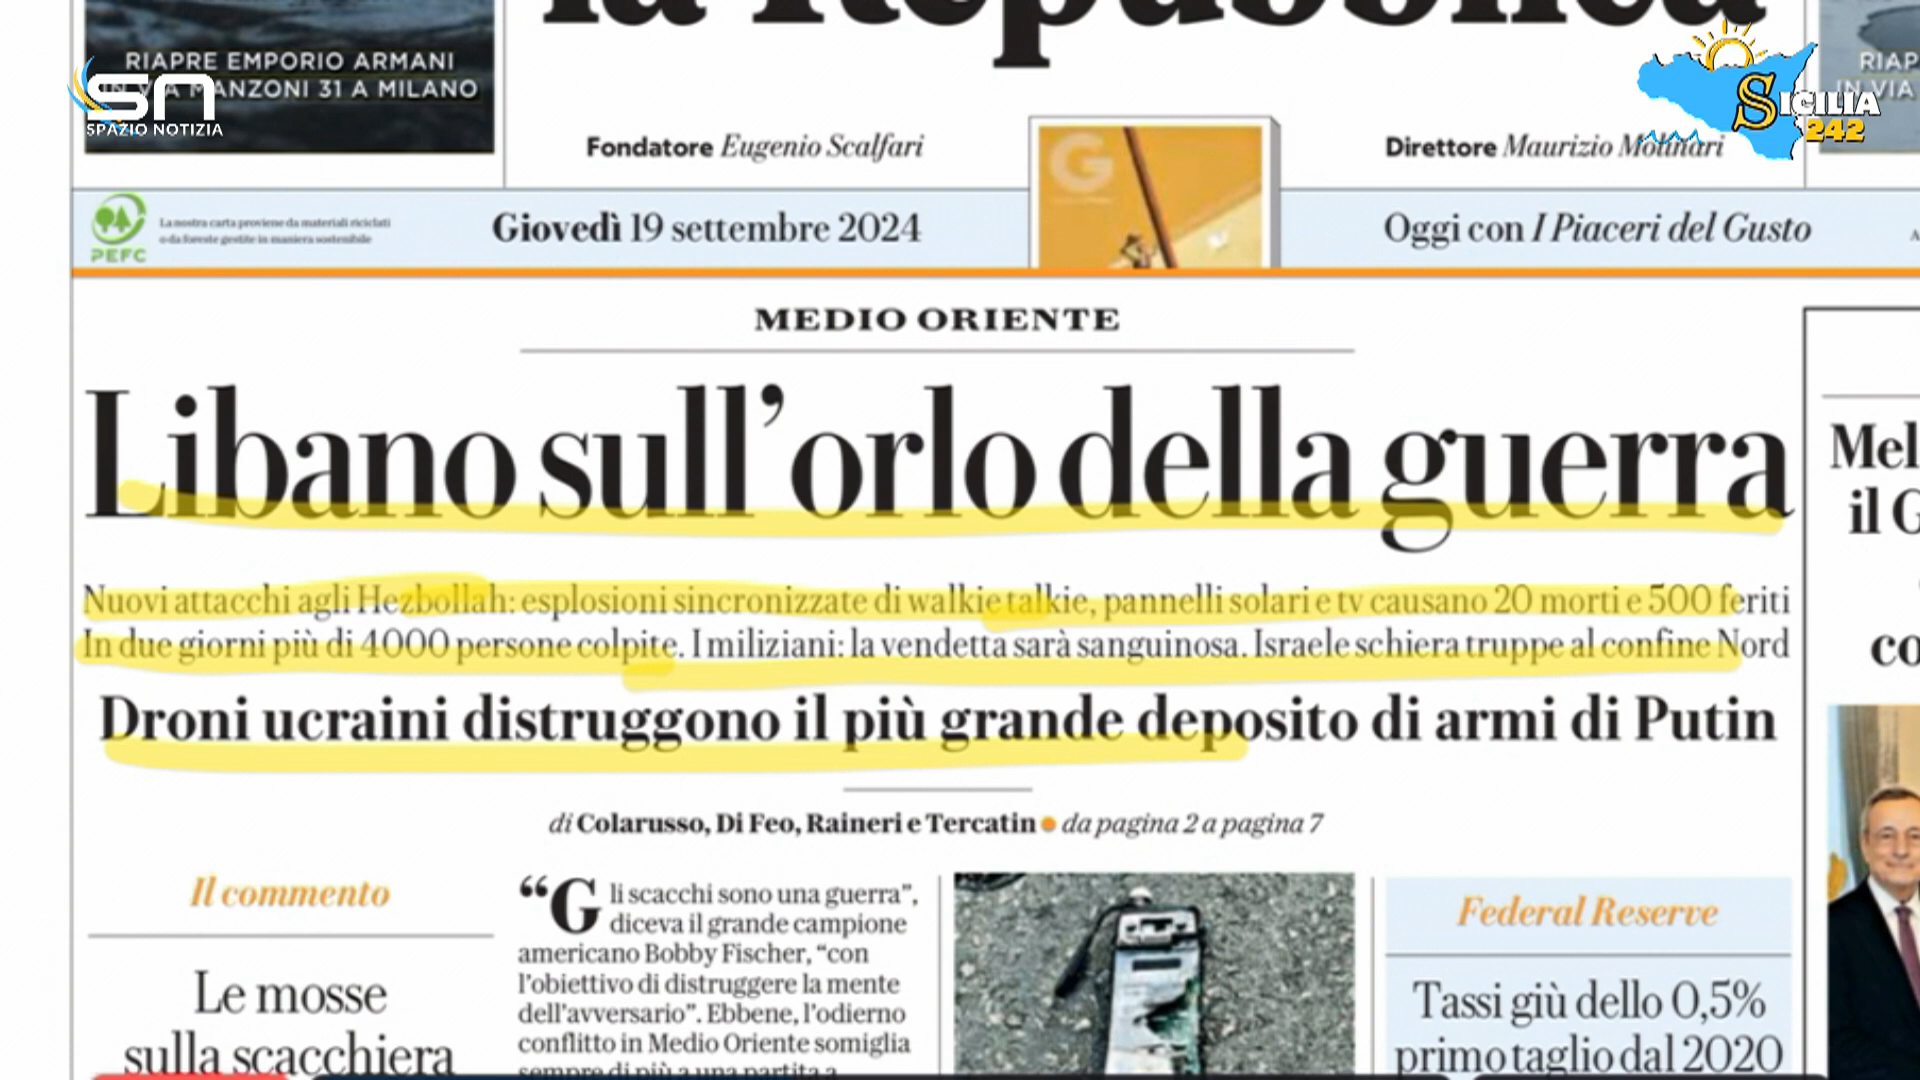 la Repubblica
RIAPRE EMPORIO ARMANI
IN VIA MANZONI 31 A MILANO
SN
SPAZIO NOTIZIA
RIAP
IN VIA
SICILIA
242
Fondatore Eugenio Scalfari
G
Direttore Maurizio Molinari
PEFC
La nostra carta proviene da materiali riciclati
o da foreste gestite in maniera sostenibile
Giovedì 19 settembre 2024
Oggi con I Piaceri del Gusto
A
MEDIO ORIENTE
Libano sull'orlo della guerra
Nuovi attacchi agli Hezbollah: esplosioni sincronizzate di walkie talkie, pannelli solari e tv causano 20 morti e 500 feriti
In due giorni più di 4000 persone colpite. I miliziani: la vendetta sarà sanguinosa. Israele schiera truppe al confine Nord
Droni ucraini distruggono il più grande deposito di armi di Putin
di Colarusso, Di Feo, Raineri e Tercatin • da pagina 2 a pagina 7
Il commento
Le mosse
sulla scacchiera
“Gli scacchi sono una guerra”,
diceva il grande campione
americano Bobby Fischer, “con
l'obiettivo di distruggere la mente
dell'avversario”. Ebbene, l'odierno
conflitto in Medio Oriente somiglia
sempre di più a una partita a
Federal Reserve
Tassi giù dello 0,5%
primo taglio dal 2020
Mel
il G
co